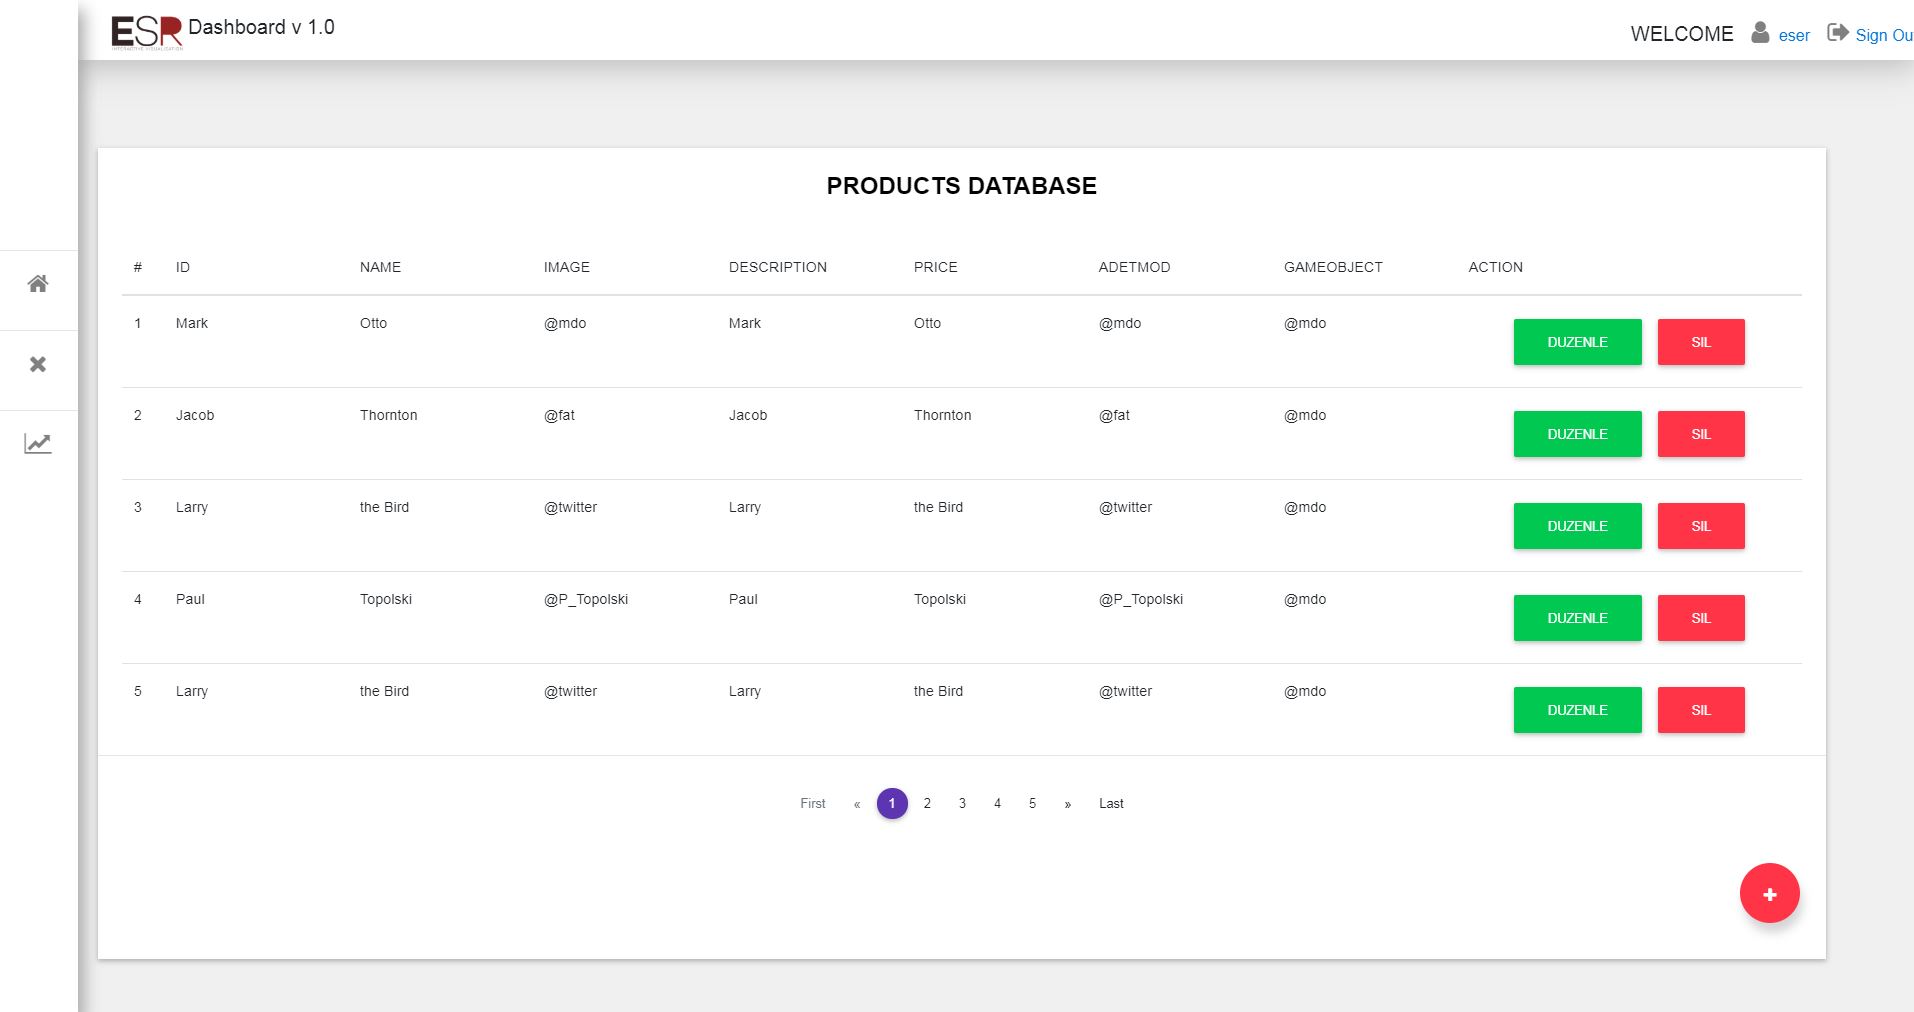 ESR Dashboard v 1.0 WELCOME eser Sign Ou
INTERACTIVE VISUALISATION
PRODUCTS DATABASE
# ID NAME IMAGE DESCRIPTION PRICE ADETMOD GAMEOBJECT ACTION
1 Mark Otto @mdo Mark Otto @mdo @mdo DUZENLE SIL
2 Jacob Thornton @fat Jacob Thornton @fat @mdo DUZENLE SIL
3 Larry the Bird @twitter Larry the Bird @twitter @mdo DUZENLE SIL
4 Paul Topolski @P_Topolski Paul Topolski @P_Topolski @mdo DUZENLE SIL
5 Larry the Bird @twitter Larry the Bird @twitter @mdo DUZENLE SIL
First « 1 2 3 4 5 » Last
+